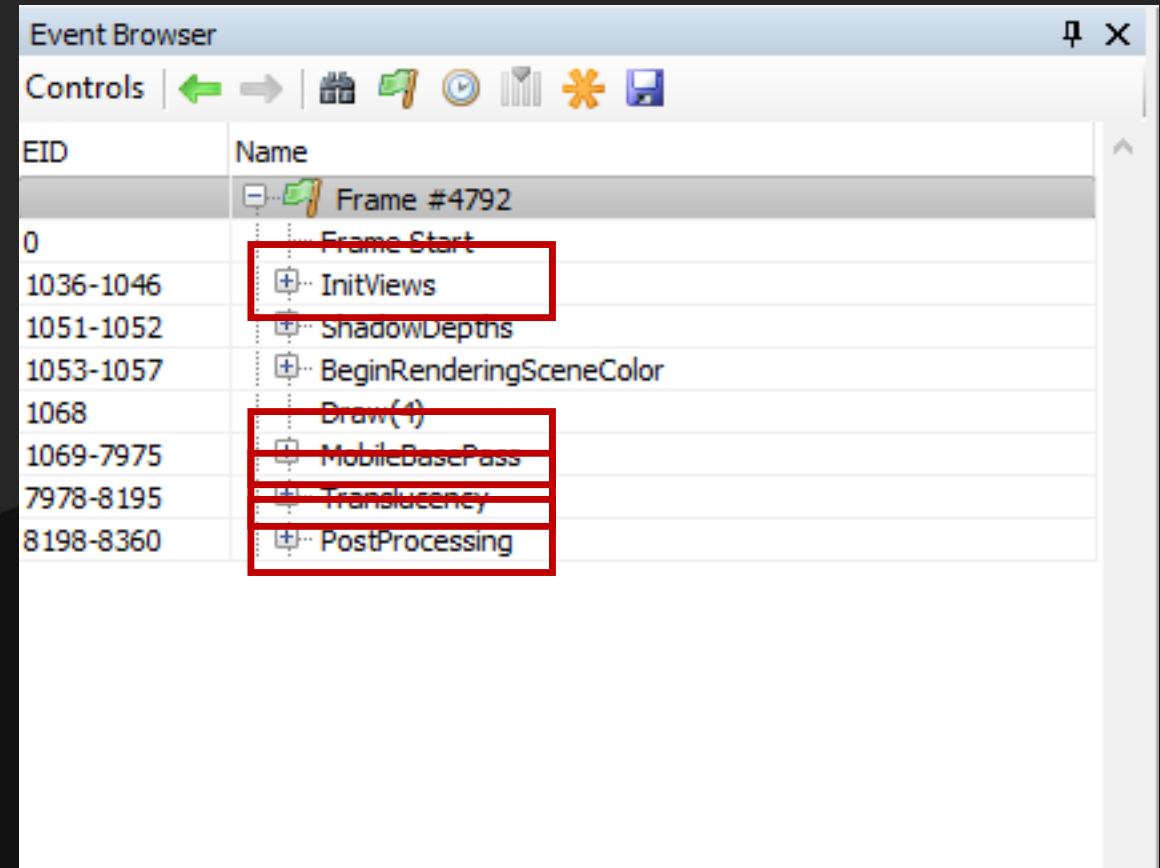 Event Browser
Controls
EID Name
Frame #4792
0 Frame Start
1036-1046 InitViews
1051-1052 ShadowDepths
1053-1057 BeginRenderingSceneColor
1068 Draw(4)
1069-7975 MobileBasePass
7978-8195 Translucency
8198-8360 PostProcessing